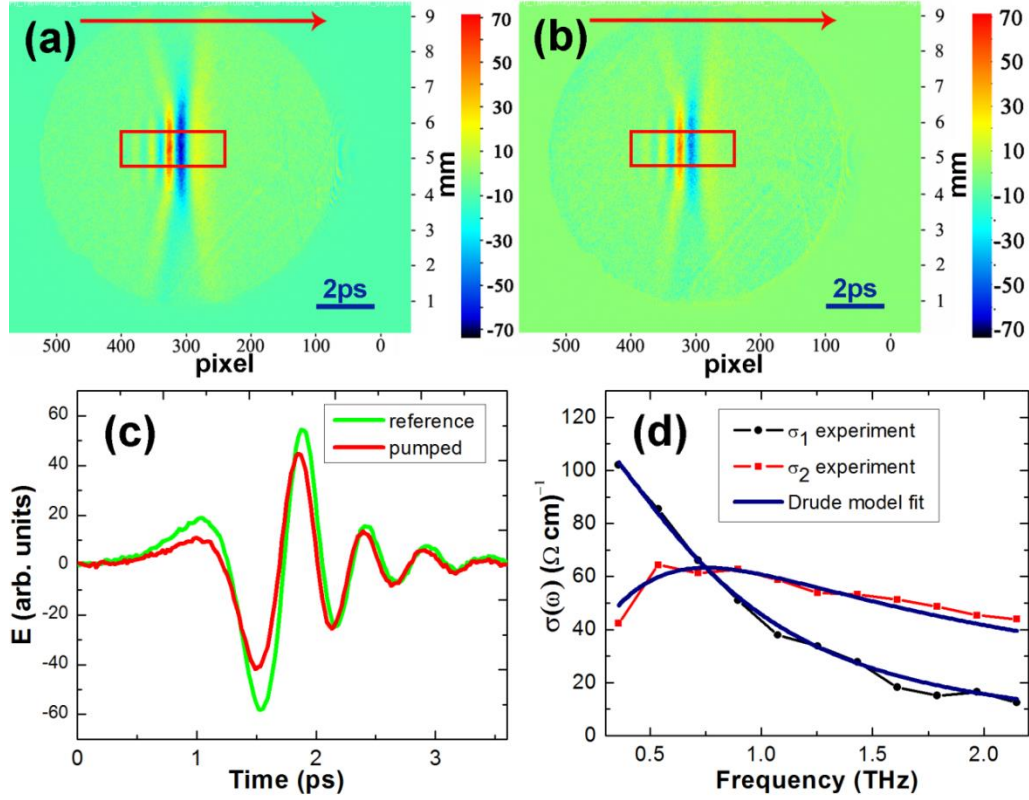 (a)
9
8
7
6
5
4
3
2
1
mm
70
50
30
10
-10
-30
-50
-70
2ps
500 400 300 200 100 0
pixel
(b)
9
8
7
6
5
4
3
2
1
mm
70
50
30
10
-10
-30
-50
-70
2ps
500 400 300 200 100 0
pixel
(c)
reference
pumped
60
40
20
0
-20
-40
-60
E (arb. units)
0 1 2 3
Time (ps)
(d)
σ1 experiment
σ2 experiment
Drude model fit
120
100
80
60
40
20
0
σ(ω) (Ω cm)⁻¹
0.5 1.0 1.5 2.0
Frequency (THz)